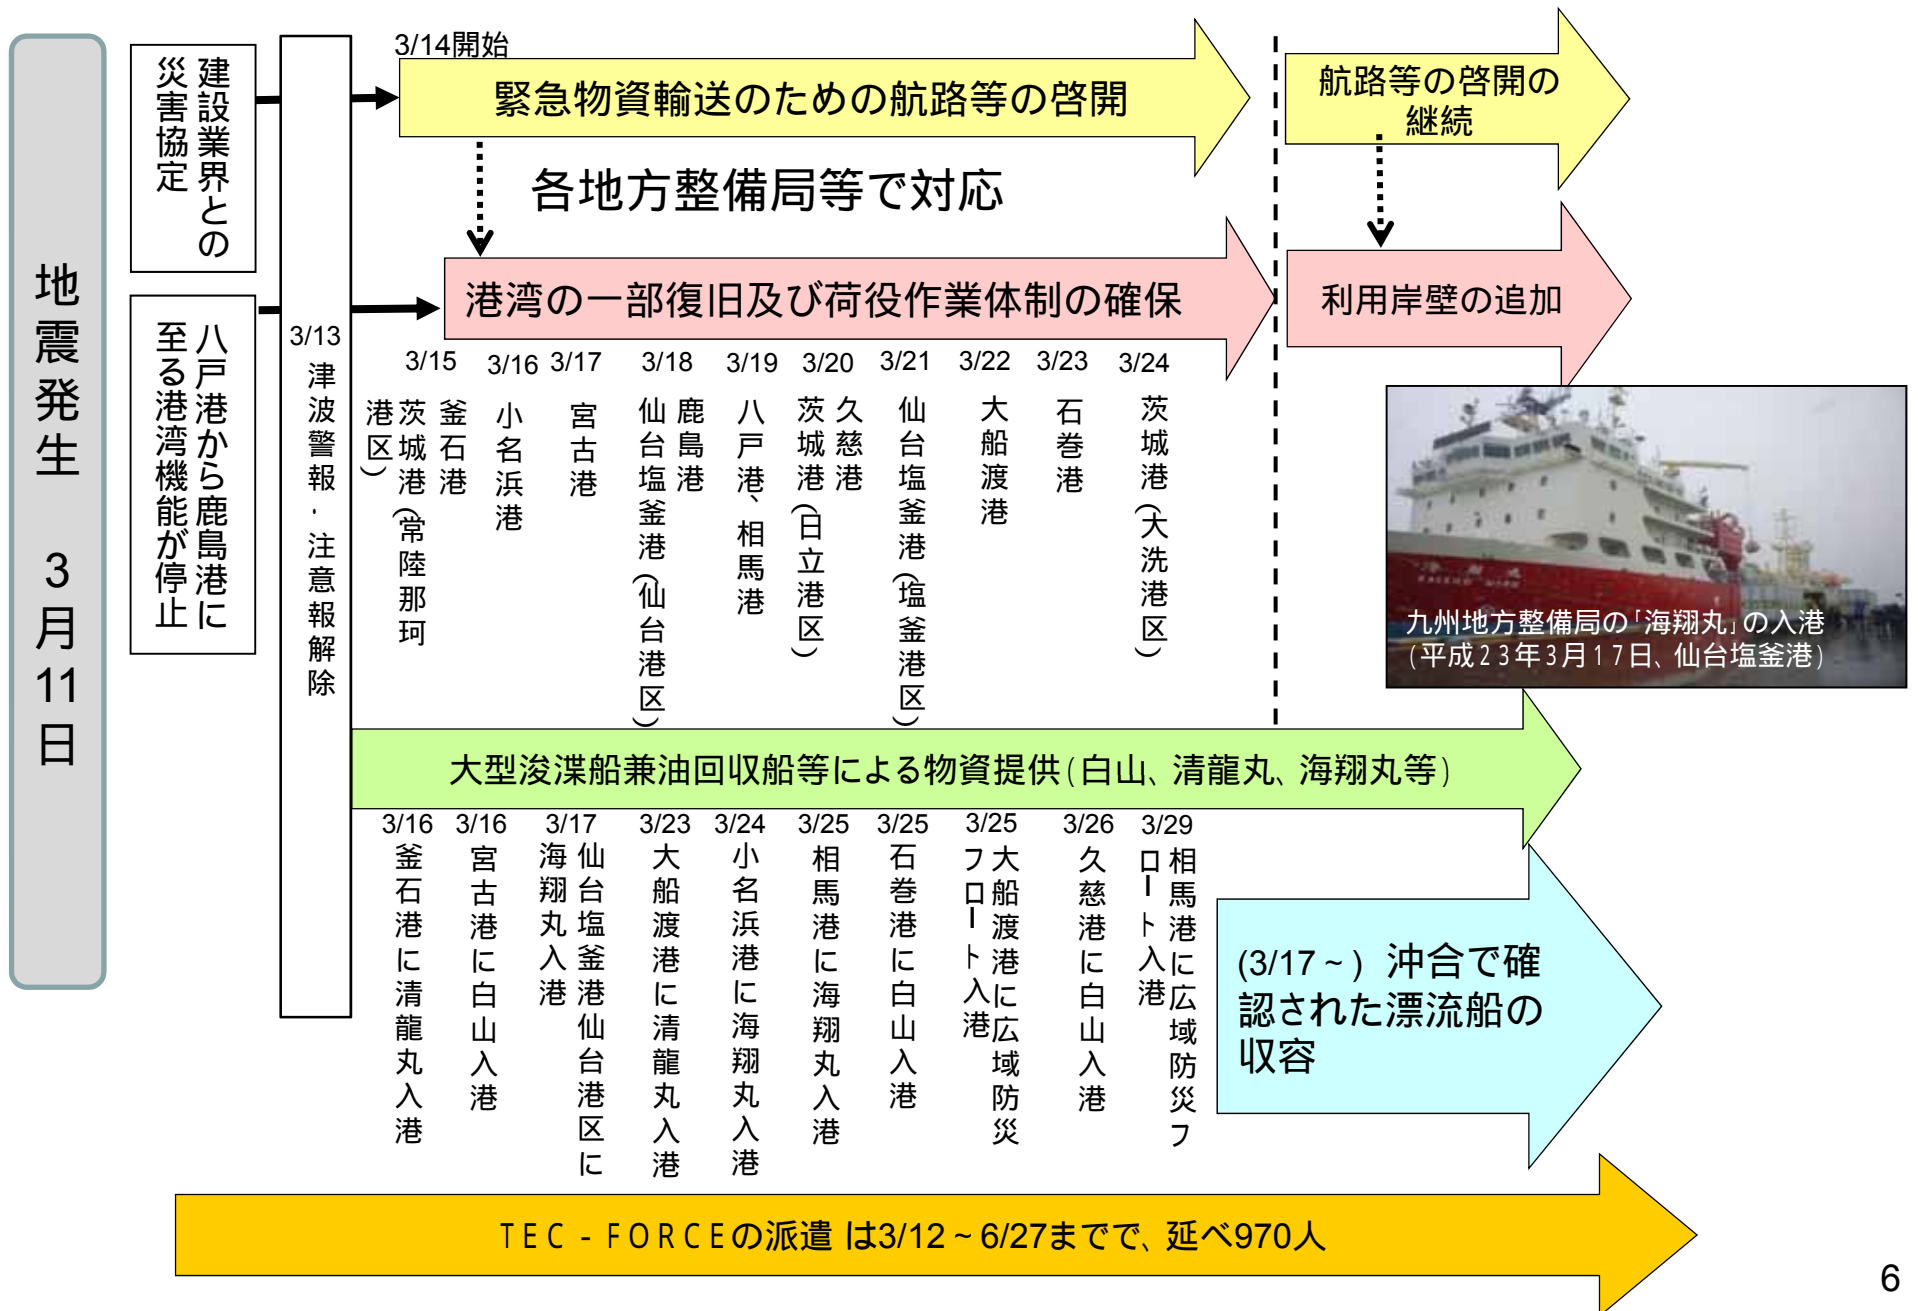 地震発生　3月11日
建設業界との
災害協定
八戸港から鹿島港に
至る港湾機能が停止
3/13
津波警報・注意報解除
3/14開始
緊急物資輸送のための航路等の啓開
航路等の啓開の
継続
各地方整備局等で対応
港湾の一部復旧及び荷役作業体制の確保
利用岸壁の追加
3/15
釜石港
茨城港(常陸那珂
港区)
3/16
小名浜港
3/17
宮古港
3/18
鹿島港
仙台塩釜港(仙台港区)
3/19
八戸港、相馬港
3/20
久慈港
茨城港(日立港区)
3/21
仙台塩釜港(塩釜港区)
3/22
大船渡港
3/23
石巻港
3/24
茨城港(大洗港区)
九州地方整備局の「海翔丸」の入港
(平成23年3月17日、仙台塩釜港)
大型浚渫船兼油回収船等による物資提供(白山、清龍丸、海翔丸等)
3/16
釜石港に清龍丸入港
3/16
宮古港に白山入港
3/17
仙台塩釜港仙台港区に
海翔丸入港
3/23
大船渡港に清龍丸入港
3/24
小名浜港に海翔丸入港
3/25
相馬港に海翔丸入港
3/25
石巻港に白山入港
3/25
大船渡港に広域防災
フロート入港
3/26
久慈港に白山入港
3/29
相馬港に広域防災フ
ロート入港
(3/17~) 沖合で確
認された漂流船の
収容
TEC-FORCEの派遣 は3/12~6/27までで、延べ970人
6